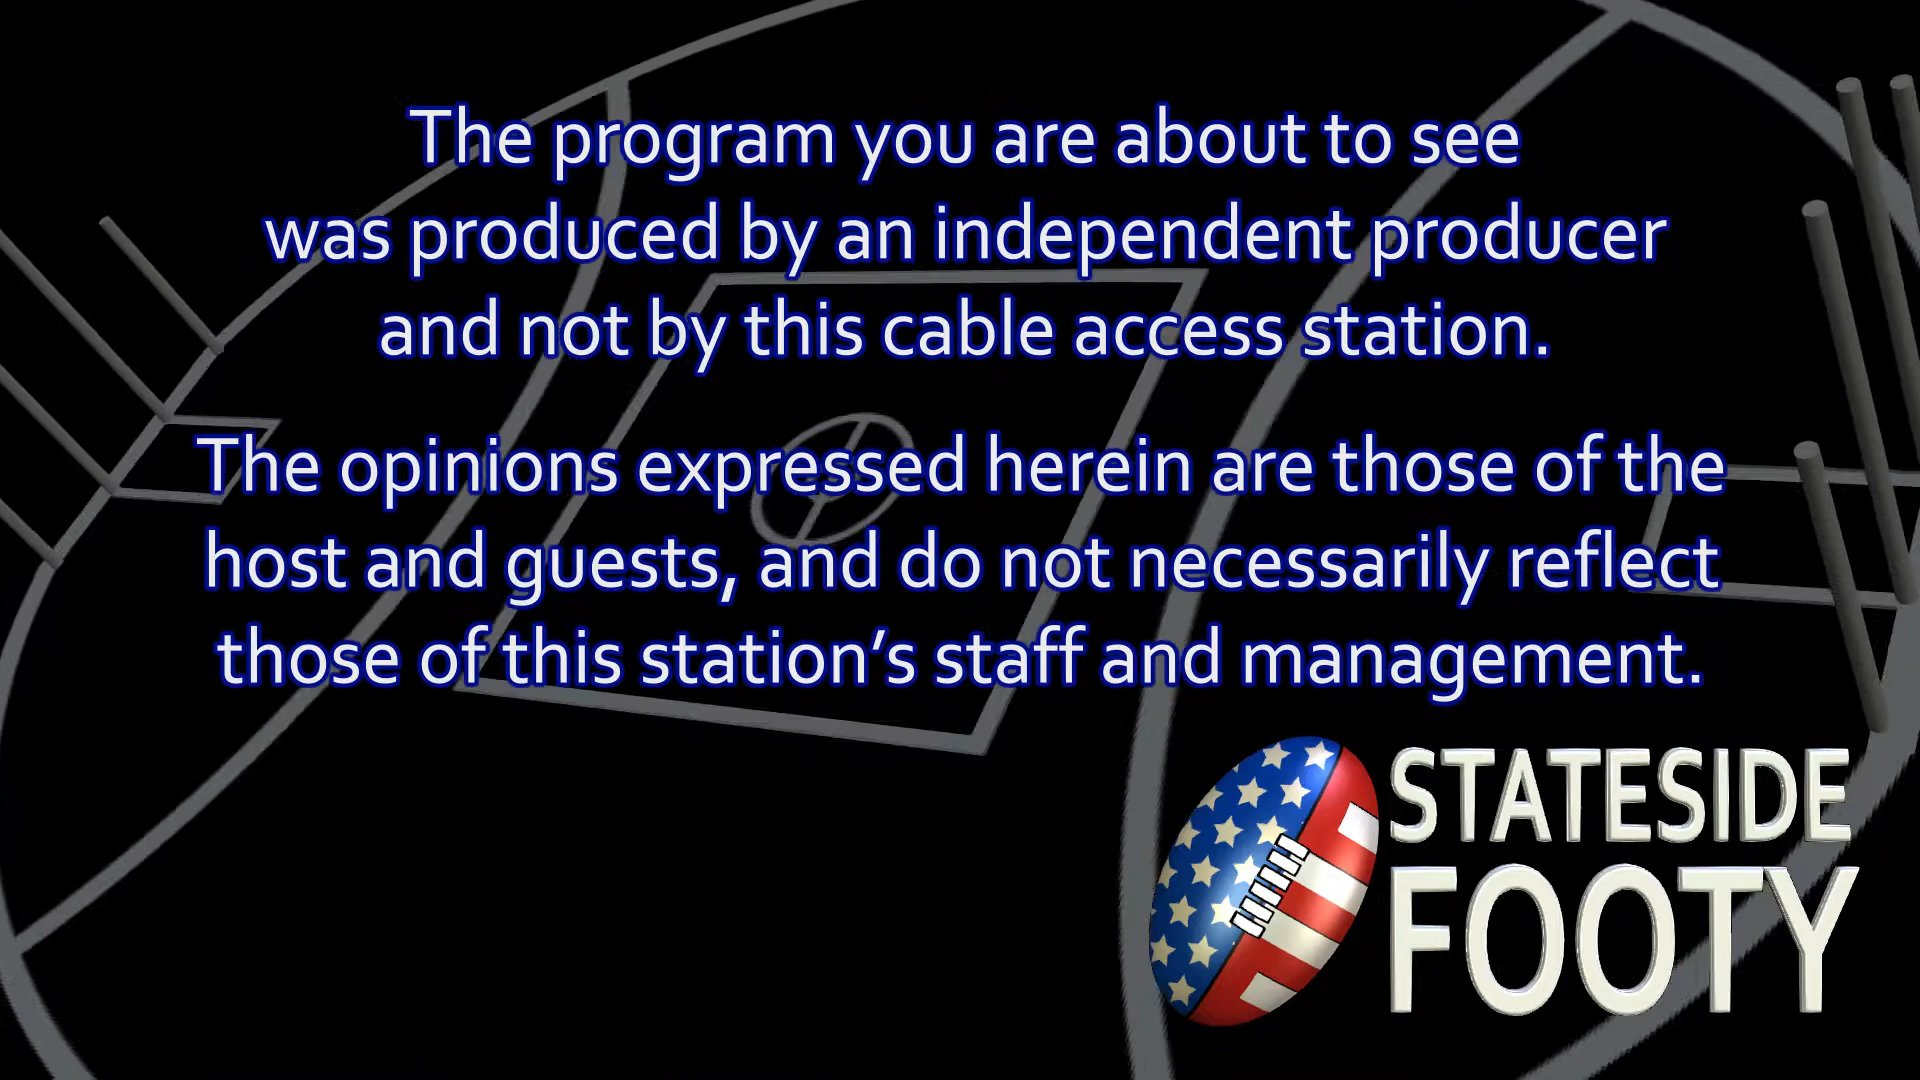 The program you are about to see
was produced by an independent producer
and not by this cable access station.
The opinions expressed herein are those of the
host and guests, and do not necessarily reflect
those of this station’s staff and management.
STATESIDE
FOOTY